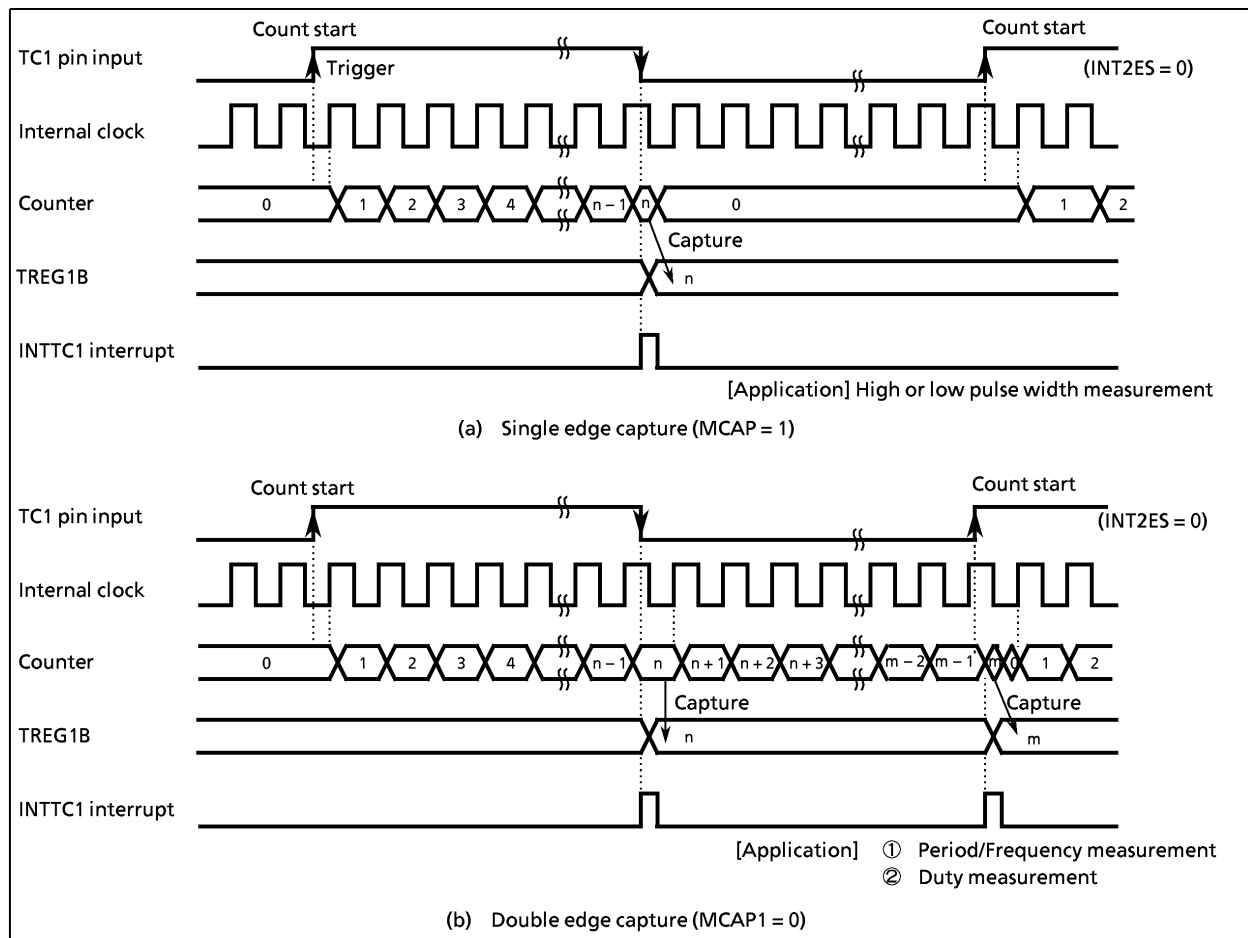 Count start
Count start
TC1 pin input
Trigger
(INT2ES = 0)
Internal clock
Counter
0 1 2 3 4 n – 1 n 0 1 2
Capture
TREG1B
n
INTTC1 interrupt
[Application] High or low pulse width measurement
(a) Single edge capture (MCAP = 1)
Count start
Count start
TC1 pin input
(INT2ES = 0)
Internal clock
Counter
0 1 2 3 4 n – 1 n n + 1 n + 2 n + 3 m – 2 m – 1 m 0 1 2
Capture
Capture
TREG1B
n
m
INTTC1 interrupt
[Application] ① Period/Frequency measurement
② Duty measurement
(b) Double edge capture (MCAP1 = 0)